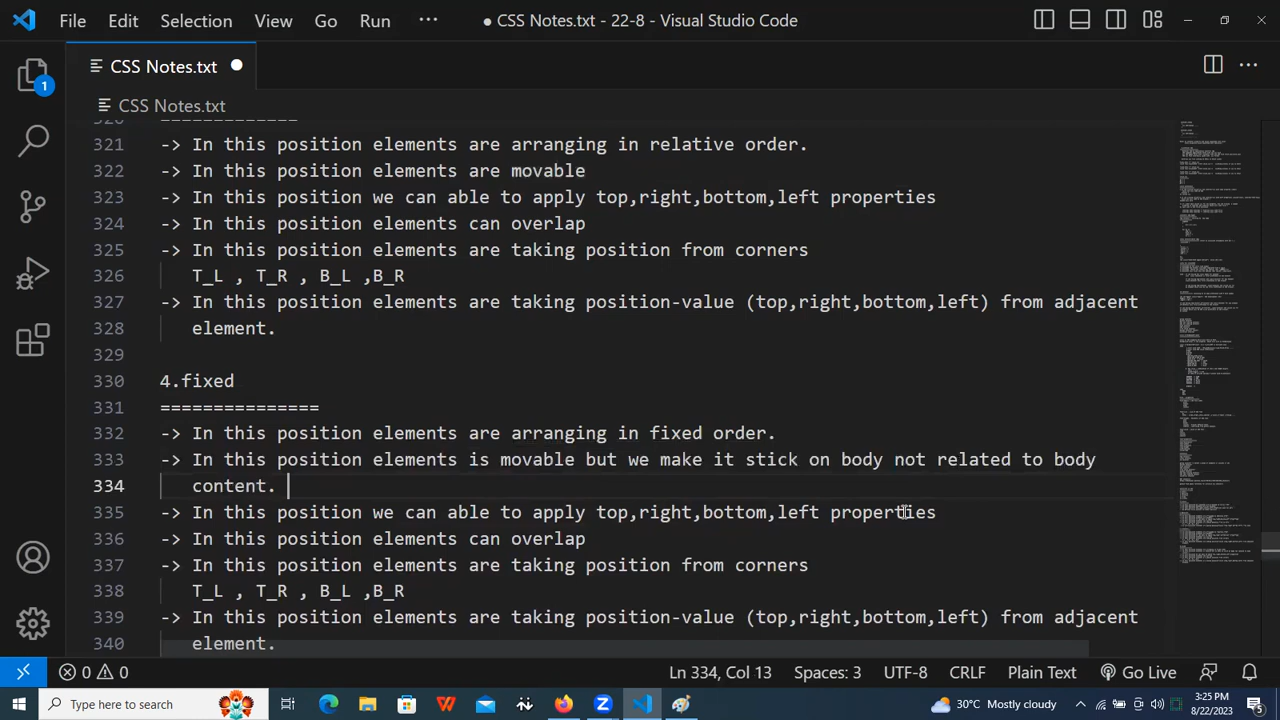 File Edit Selection View Go Run ··· ● CSS Notes.txt - 22-8 - Visual Studio Code
CSS Notes.txt
1
CSS Notes.txt
321 -> In this position elements are arranging in relative order.
322 -> In this position elements is movable
323 -> In this position we can able to apply top,right,bottom,left properties
324 -> In this position elements can overlap
325 -> In this position elements are taking position from corners
326 T_L , T_R , B_L ,B_R
327 -> In this position elements are taking position-value (top,right,bottom,left) from adjacent
328 element.
329
330 4.fixed
331 ===============
332 -> In this position elements are arranging in fixed order.
333 -> In this position elements is movable but we make it stick on body not related to body
334 content.
335 -> In this position we can able to apply top,right,bottom,left properties
336 -> In this position elements can overlap
337 -> In this position elements are taking position from corners
338 T_L , T_R , B_L ,B_R
339 -> In this position elements are taking position-value (top,right,bottom,left) from adjacent
340 element.
0 0 Ln 334, Col 13 Spaces: 3 UTF-8 CRLF Plain Text Go Live
Type here to search 30°C Mostly cloudy 3:25 PM
8/22/2023 5